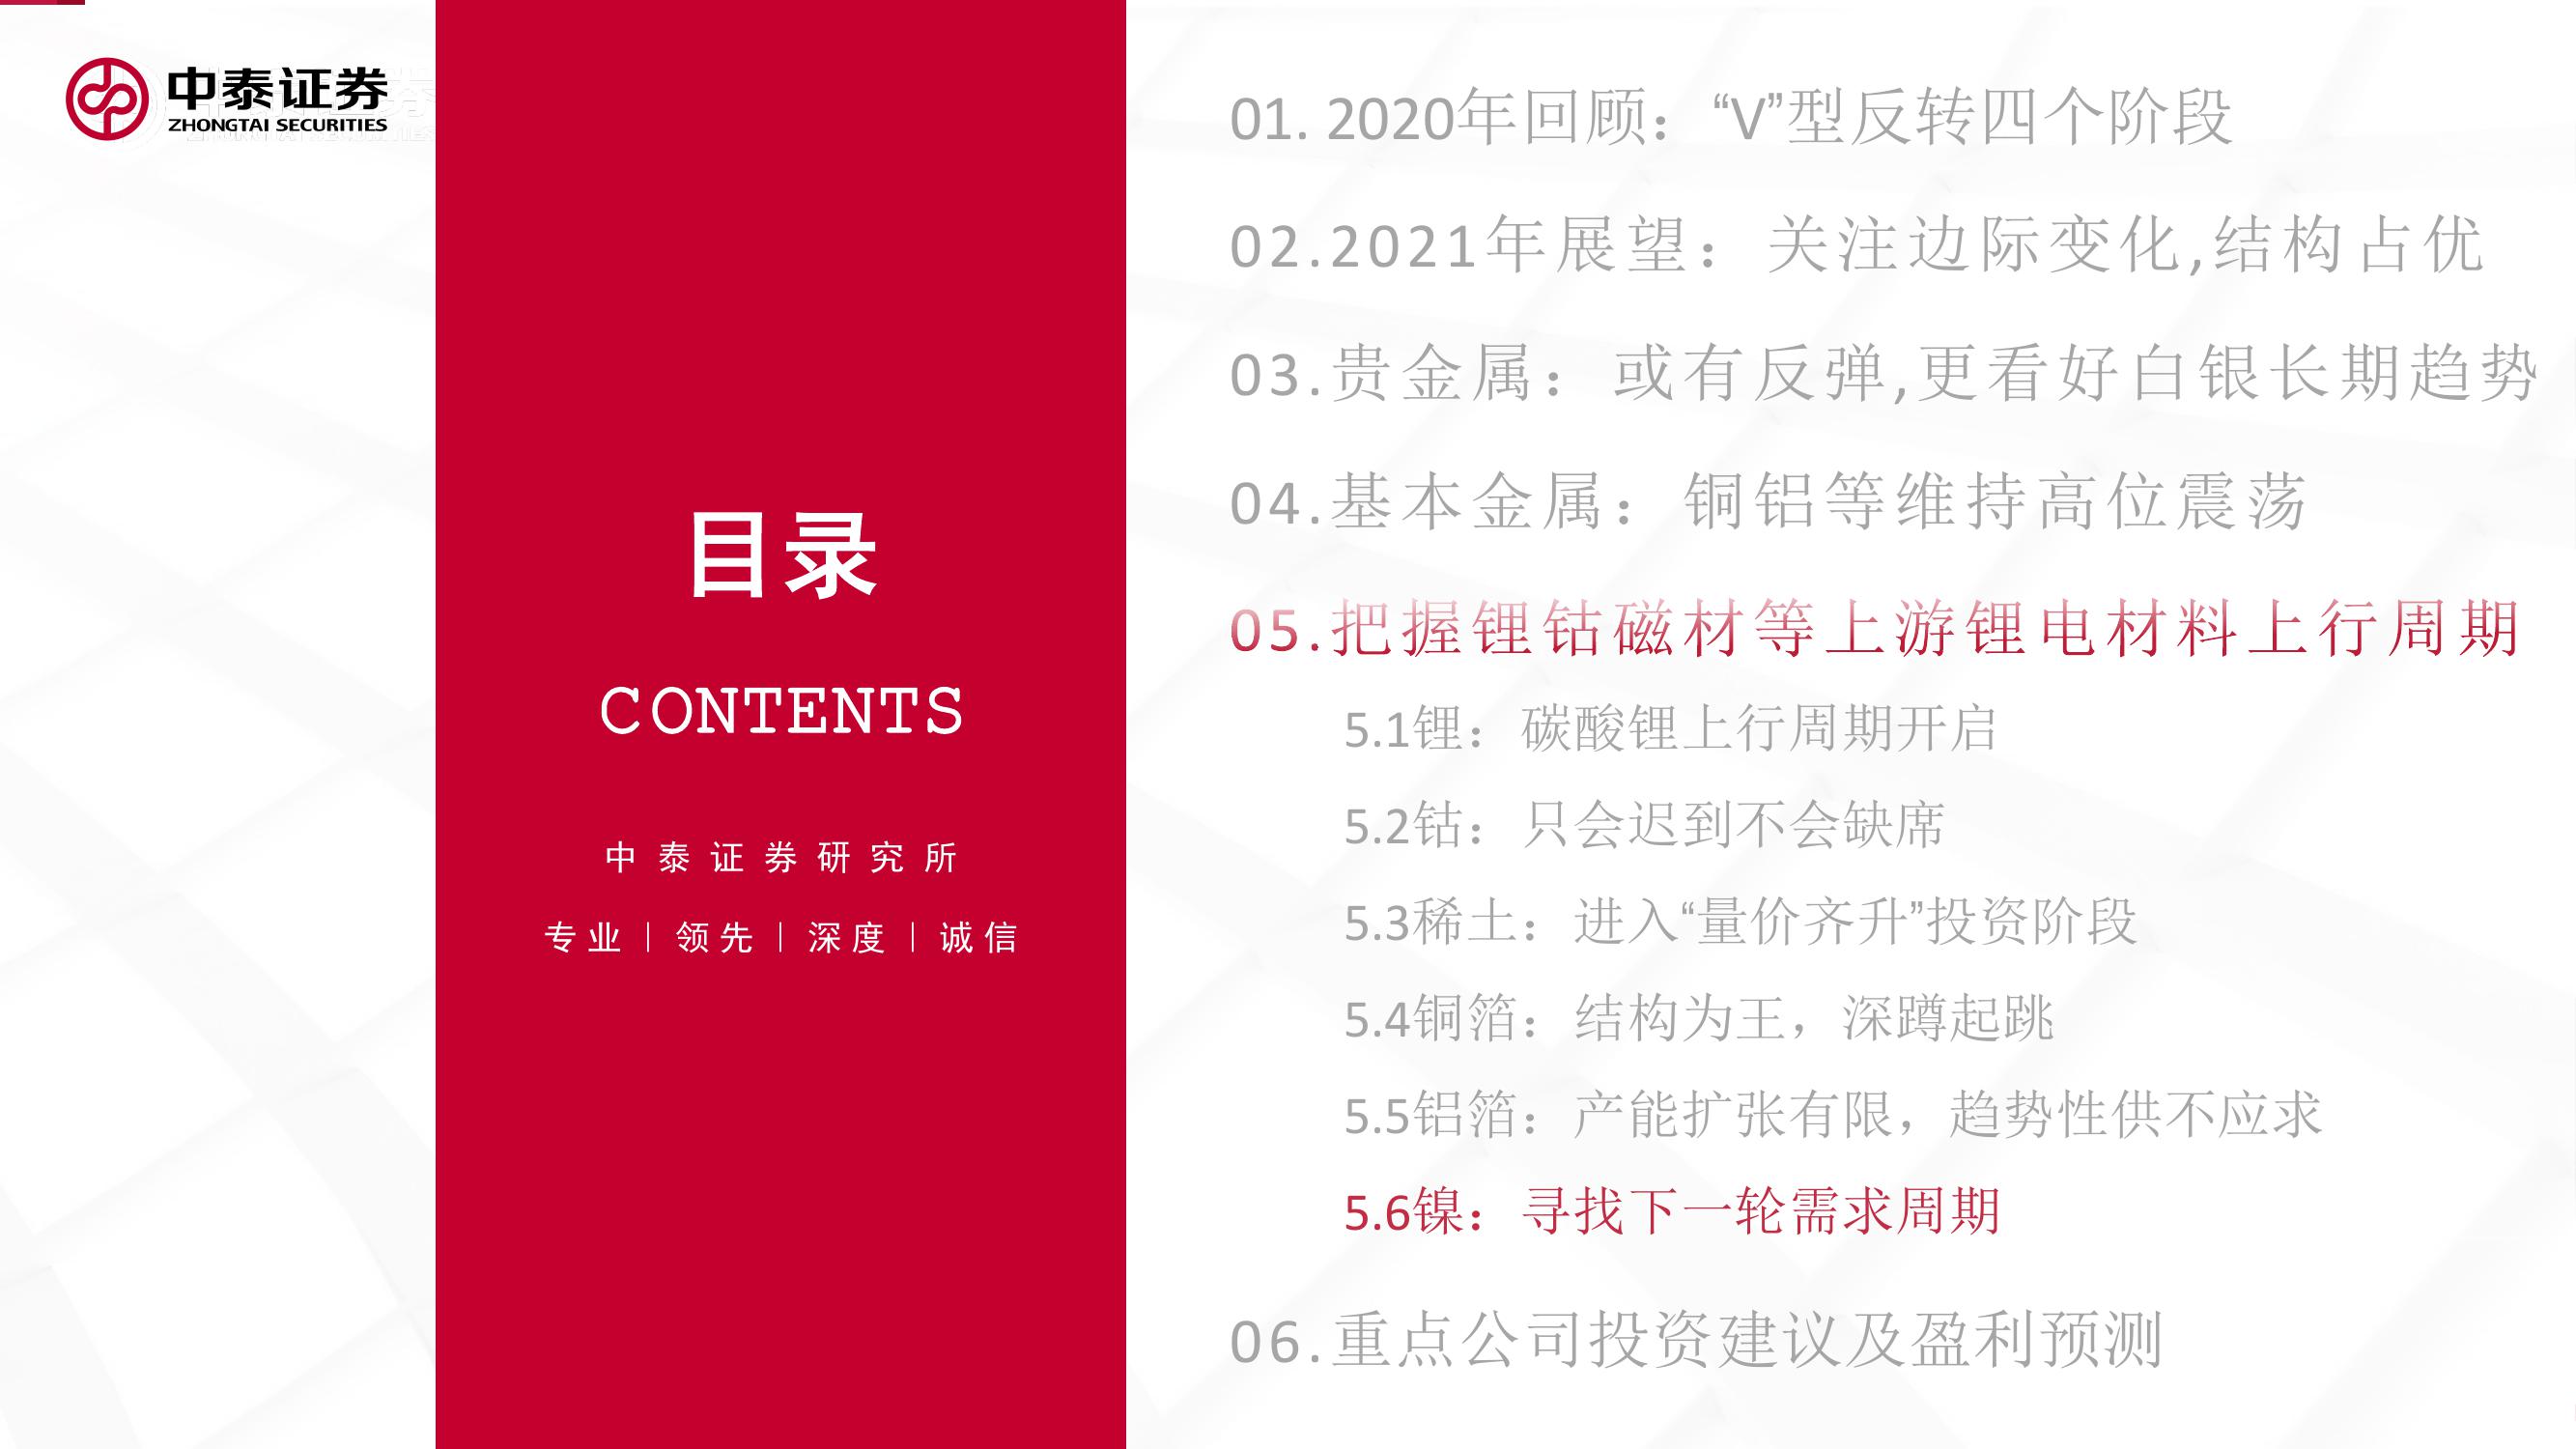 中泰证券
ZHONGTAI SECURITIES
目录
CONTENTS
中泰证券研究所
专业｜领先｜深度｜诚信
01. 2020年回顾：“V”型反转四个阶段
02.2021年展望：关注边际变化,结构占优
03.贵金属：或有反弹,更看好白银长期趋势
04.基本金属：铜铝等维持高位震荡
05.把握锂钴磁材等上游锂电材料上行周期
5.1锂：碳酸锂上行周期开启
5.2钴：只会迟到不会缺席
5.3稀土：进入“量价齐升”投资阶段
5.4铜箔：结构为王，深蹲起跳
5.5铝箔：产能扩张有限，趋势性供不应求
5.6镍：寻找下一轮需求周期
06.重点公司投资建议及盈利预测